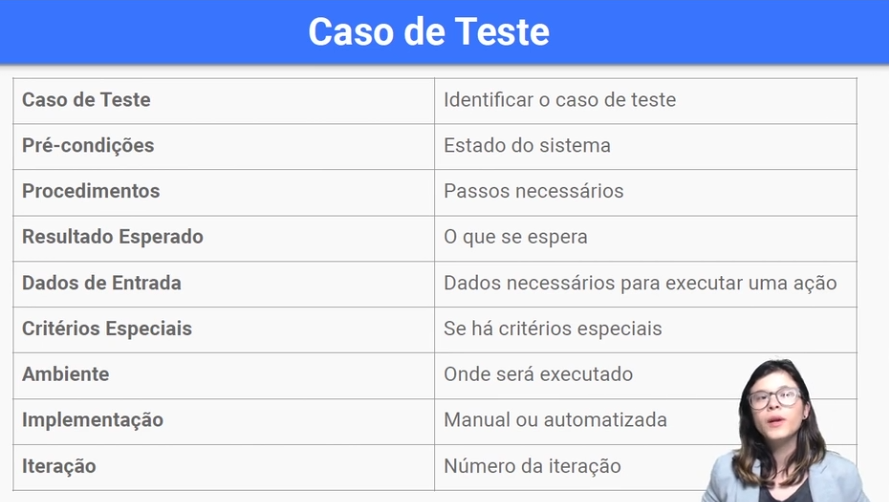 Caso de Teste
Caso de Teste Identificar o caso de teste
Pré-condições Estado do sistema
Procedimentos Passos necessários
Resultado Esperado O que se espera
Dados de Entrada Dados necessários para executar uma ação
Critérios Especiais Se há critérios especiais
Ambiente Onde será executado
Implementação Manual ou automatizada
Iteração Número da iteração